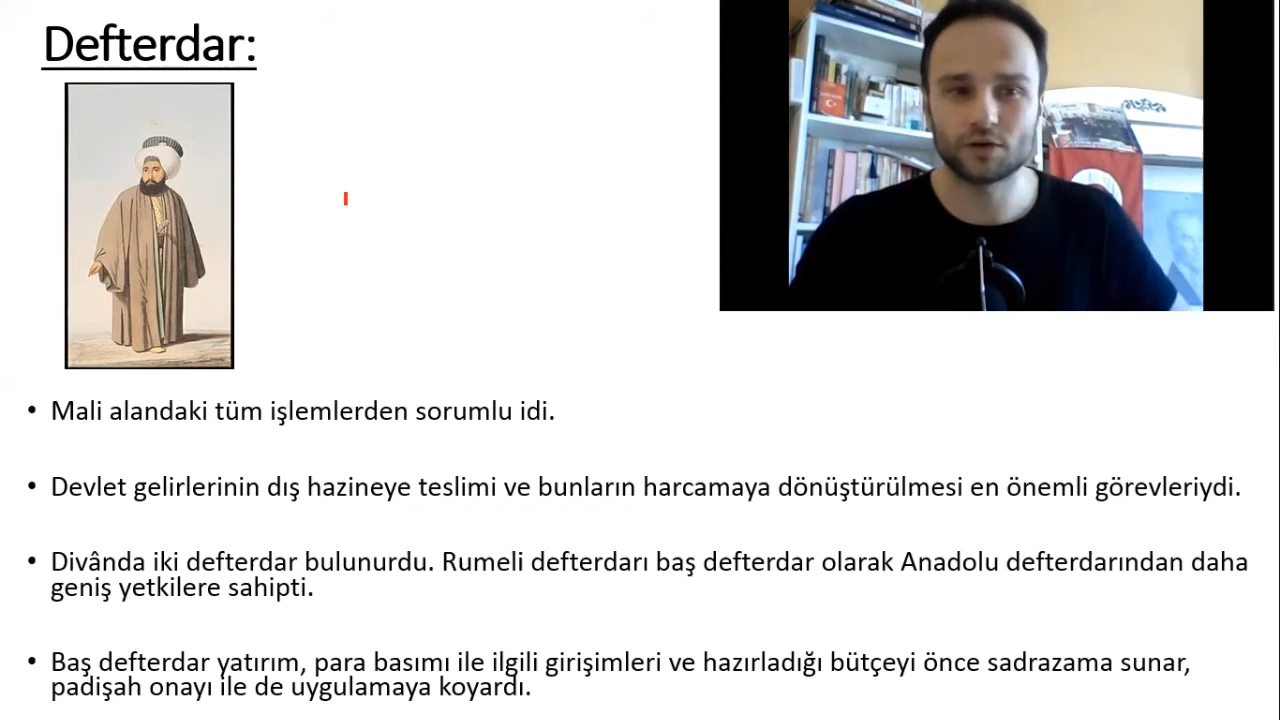 Defterdar:
• Mali alandaki tüm işlemlerden sorumlu idi.
• Devlet gelirlerinin dış hazineye teslimi ve bunların harcamaya dönüştürülmesi en önemli görevleriydi.
• Divânda iki defterdar bulunurdu. Rumeli defterdarı baş defterdar olarak Anadolu defterdarından daha
geniş yetkilere sahipti.
• Baş defterdar yatırım, para basımı ile ilgili girişimleri ve hazırladığı bütçeyi önce sadrazama sunar,
padişah onayı ile de uygulamaya koyardı.